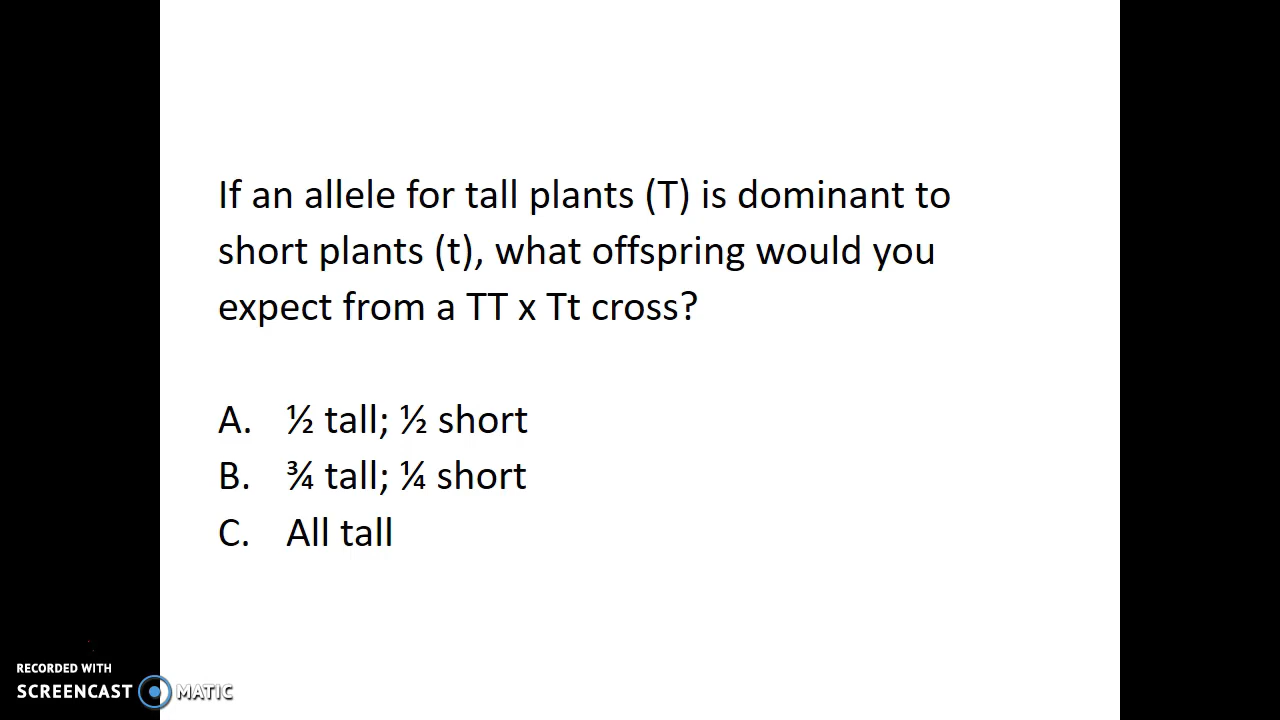 If an allele for tall plants (T) is dominant to
short plants (t), what offspring would you
expect from a TT x Tt cross?
A. ½ tall; ½ short
B. ¾ tall; ¼ short
C. All tall
RECORDED WITH
SCREENCAST MATIC